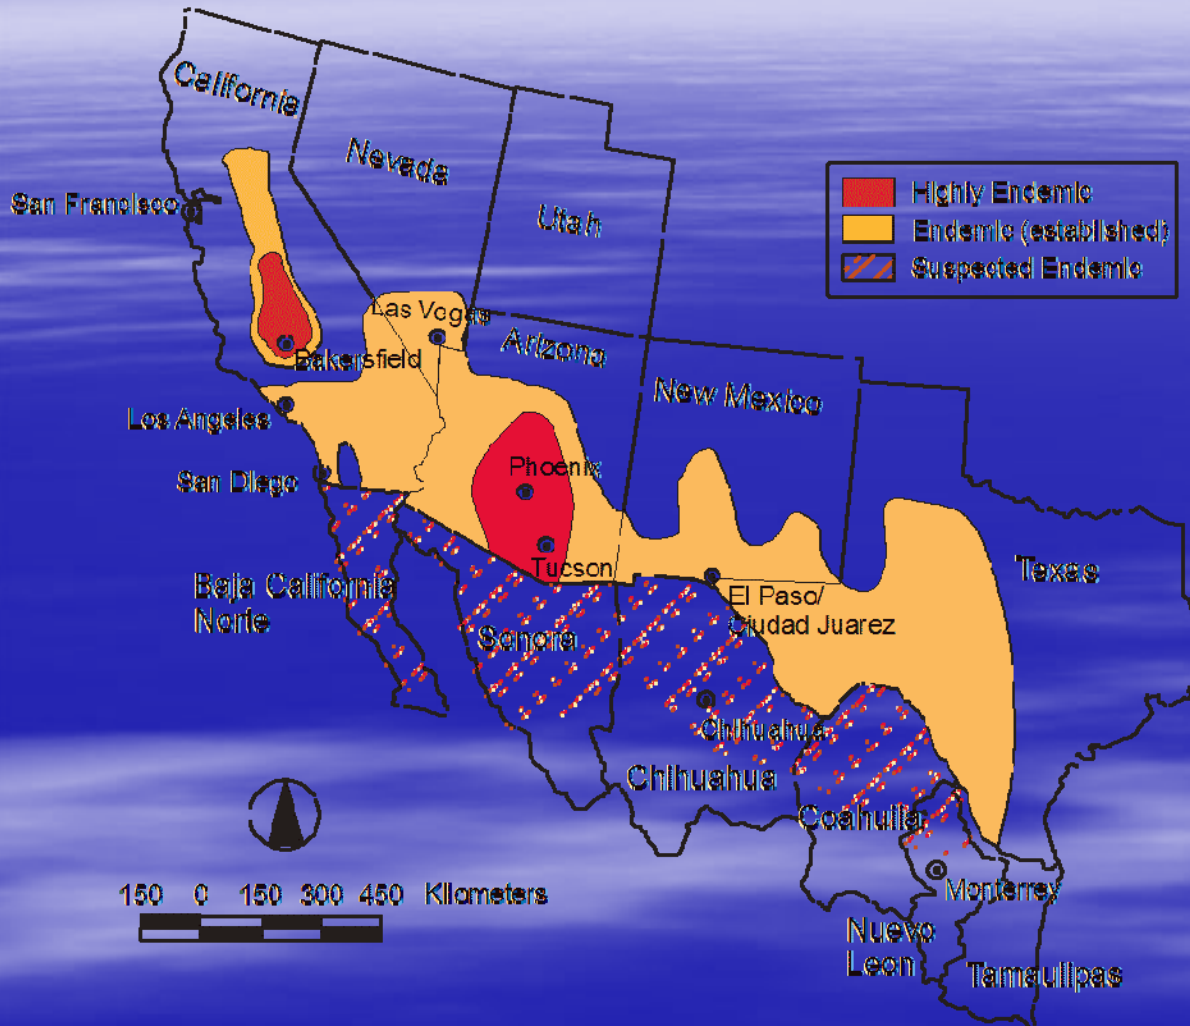 California
Nevada
San Francisco
Utah
Highly Endemic
Endemic (established)
Suspected Endemic
Las Vegas
Bakersfield
Arizona
New Mexico
Los Angeles
San Diego
Phoenix
Tucson
Texas
Baja California
Norte
El Paso/
Ciudad Juarez
Sonora
Chihuahua
Chihuahua
Coahuila
150 0 150 300 450 Kilometers
Monterrey
Nuevo
Leon
Tamaulipas